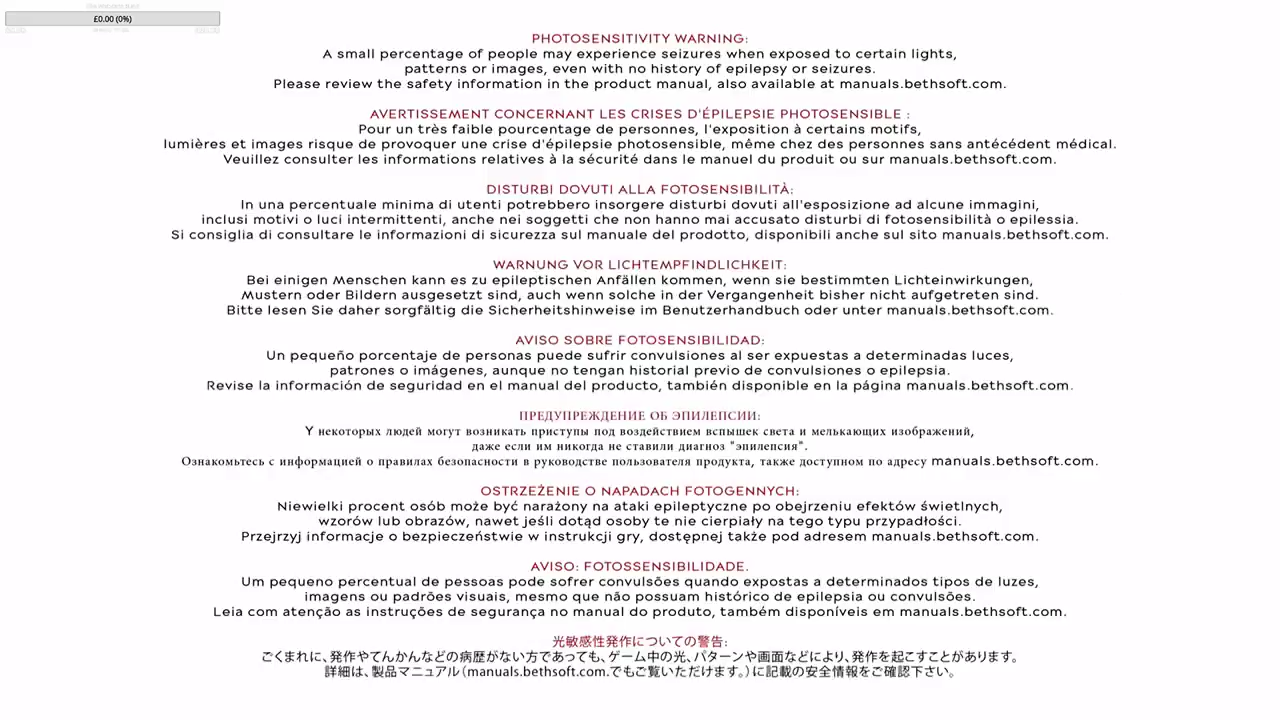 £0.00 (0%)
PHOTOSENSITIVITY WARNING:
A small percentage of people may experience seizures when exposed to certain lights,
patterns or images, even with no history of epilepsy or seizures.
Please review the safety information in the product manual, also available at manuals.bethsoft.com.
AVERTISSEMENT CONCERNANT LES CRISES D'ÉPILEPSIE PHOTOSENSIBLE :
Pour un très faible pourcentage de personnes, l'exposition à certains motifs,
lumières et images risque de provoquer une crise d'épilepsie photosensible, même chez des personnes sans antécédent médical.
Veuillez consulter les informations relatives à la sécurité dans le manuel du produit ou sur manuals.bethsoft.com.
DISTURBI DOVUTI ALLA FOTOSENSIBILITÀ:
In una percentuale minima di utenti potrebbero insorgere disturbi dovuti all'esposizione ad alcune immagini,
inclusi motivi o luci intermittenti, anche nei soggetti che non hanno mai accusato disturbi di fotosensibilità o epilessia.
Si consiglia di consultare le informazioni di sicurezza sul manuale del prodotto, disponibili anche sul sito manuals.bethsoft.com.
WARNUNG VOR LICHTEMPFINDLICHKEIT:
Bei einigen Menschen kann es zu epileptischen Anfällen kommen, wenn sie bestimmten Lichteinwirkungen,
Mustern oder Bildern ausgesetzt sind, auch wenn solche in der Vergangenheit bisher nicht aufgetreten sind.
Bitte lesen Sie daher sorgfältig die Sicherheitshinweise im Benutzerhandbuch oder unter manuals.bethsoft.com.
AVISO SOBRE FOTOSENSIBILIDAD:
Un pequeño porcentaje de personas puede sufrir convulsiones al ser expuestas a determinadas luces,
patrones o imágenes, aunque no tengan historial previo de convulsiones o epilepsia.
Revise la información de seguridad en el manual del producto, también disponible en la página manuals.bethsoft.com.
ПРЕДУПРЕЖДЕНИЕ ОБ ЭПИЛЕПСИИ:
У некоторых людей могут возникать приступы под воздействием вспышек света и мелькающих изображений,
даже если им никогда не ставили диагноз "эпилепсия".
Ознакомьтесь с информацией о правилах безопасности в руководстве пользователя продукта, также доступном по адресу manuals.bethsoft.com.
OSTRZEŻENIE O NAPADACH FOTOGENNYCH:
Niewielki procent osób może być narażony na ataki epileptyczne po obejrzeniu efektów świetlnych,
wzorów lub obrazów, nawet jeśli dotąd osoby te nie cierpiały na tego typu przypadłości.
Przejrzyj informacje o bezpieczeństwie w instrukcji gry, dostępnej także pod adresem manuals.bethsoft.com.
AVISO: FOTOSSENSIBILIDADE.
Um pequeno percentual de pessoas pode sofrer convulsões quando expostas a determinados tipos de luzes,
imagens ou padrões visuais, mesmo que não possuam histórico de epilepsia ou convulsões.
Leia com atenção as instruções de segurança no manual do produto, também disponíveis em manuals.bethsoft.com.
光敏感性発作についての警告:
ごくまれに、発作やてんかんなどの病歴がない方であっても、ゲーム中の光、パターンや画面などにより、発作を起こすことがあります。
詳細は、製品マニュアル(manuals.bethsoft.com.でもご覧いただけます。)に記載の安全情報をご確認下さい。